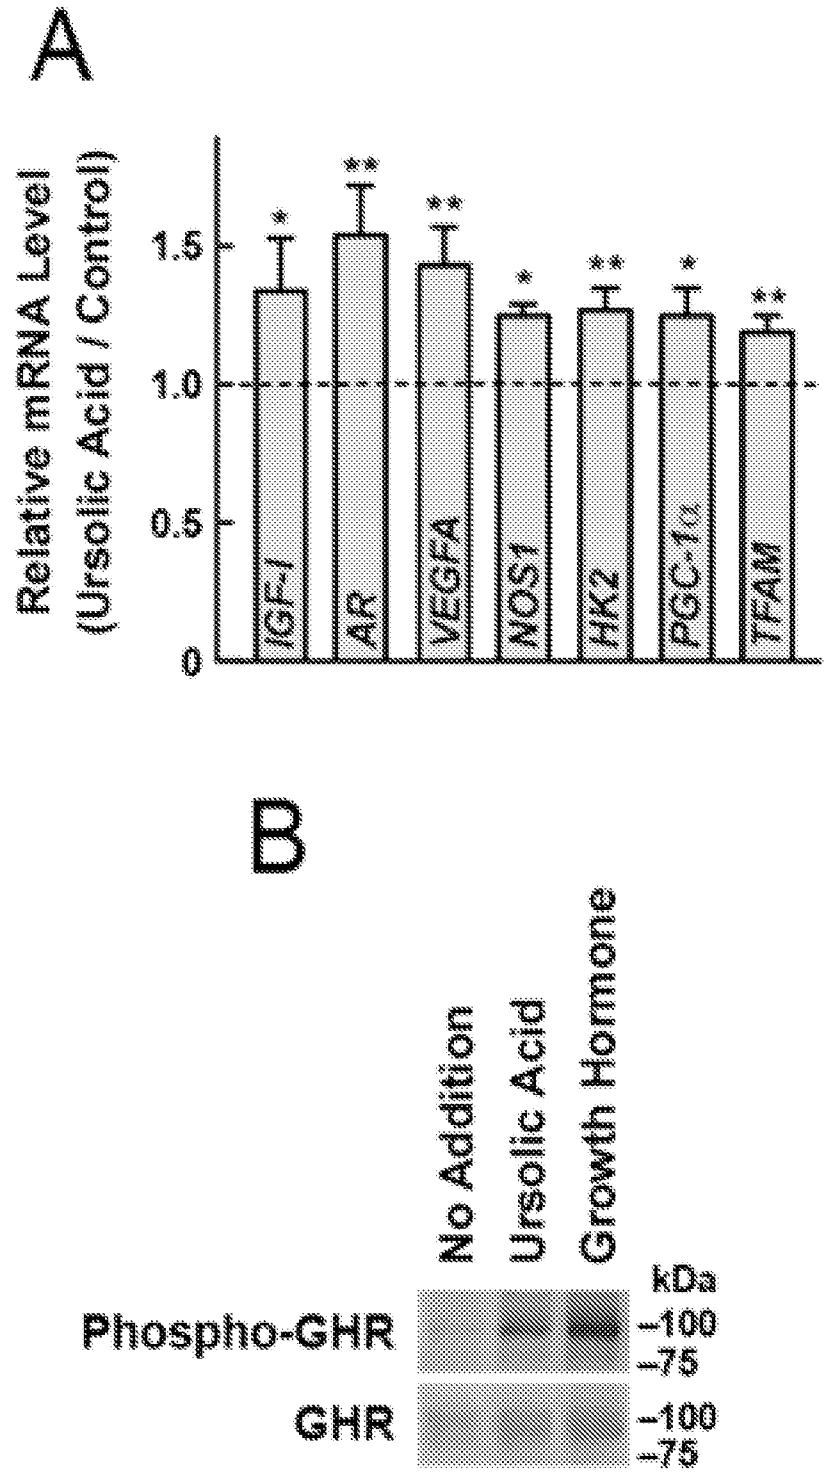 A
Relative mRNA Level
(Ursolic Acid / Control)
* ** ** * ** * **
1.5
1.0
0.5
0
IGF-I
AR
VEGFA
NOS1
HK2
PGC-1α
TFAM
B
No Addition
Ursolic Acid
Growth Hormone
kDa
Phospho-GHR
–100
–75
GHR
–100
–75